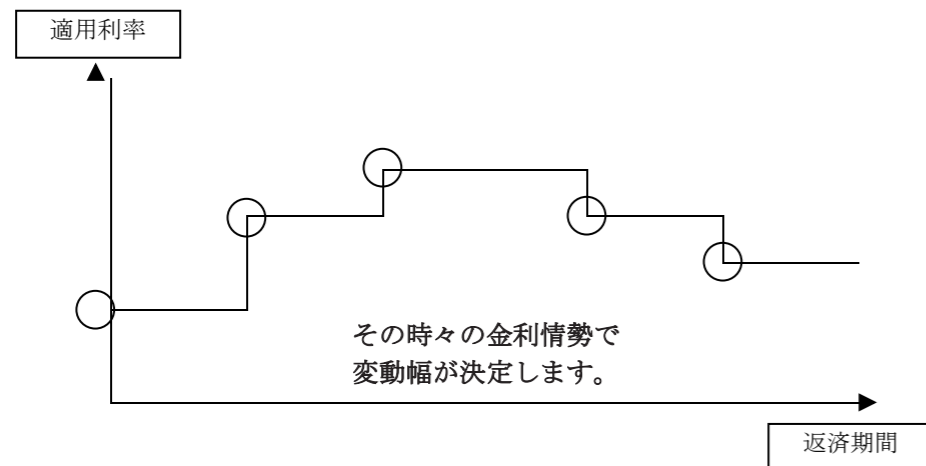 適用利率
その時々の金利情勢で
変動幅が決定します。
返済期間